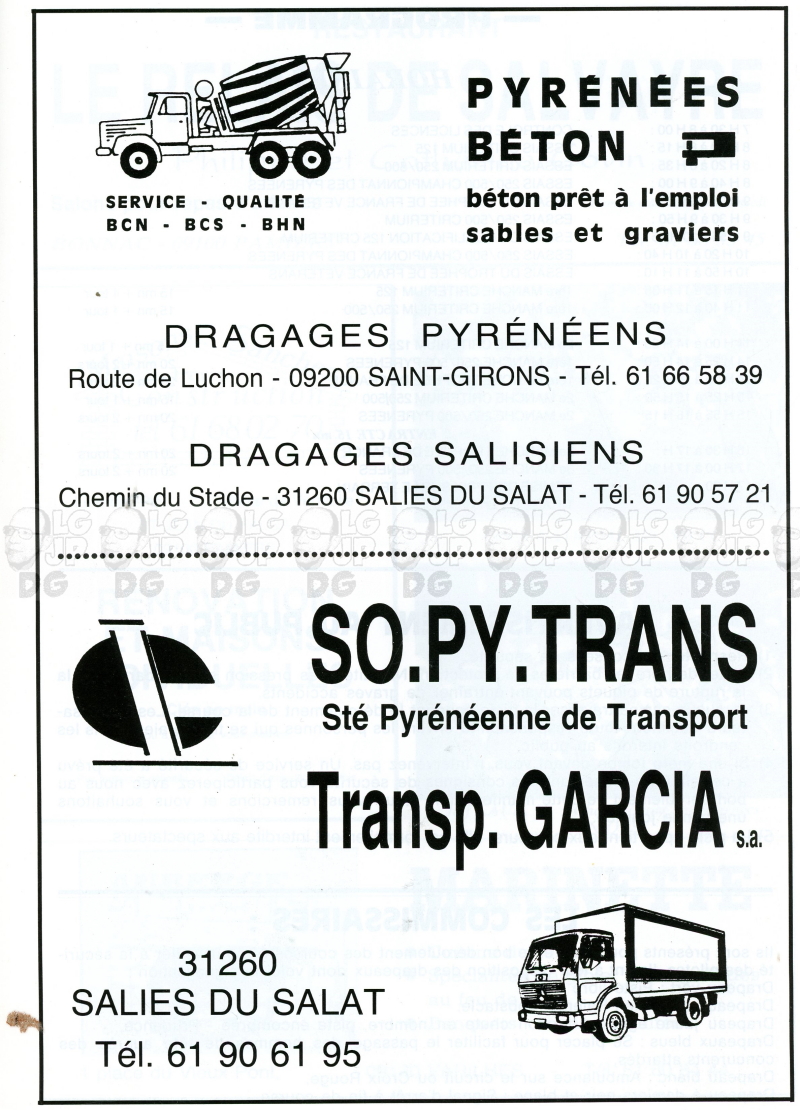 PYRÉNÉES
BÉTON
SERVICE - QUALITÉ
BCN - BCS - BHN
béton prêt à l'emploi
sables et graviers
DRAGAGES PYRÉNÉENS
Route de Luchon - 09200 SAINT-GIRONS - Tél. 61 66 58 39
DRAGAGES SALISIENS
Chemin du Stade - 31260 SALIES DU SALAT - Tél. 61 90 57 21
SO.PY.TRANS
Sté Pyrénéenne de Transport
Transp. GARCIA s.a.
31260
SALIES DU SALAT
Tél. 61 90 61 95